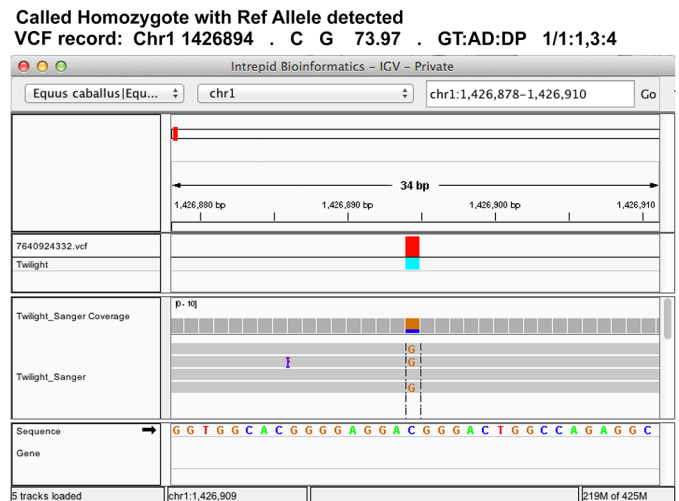 Called Homozygote with Ref Allele detected
VCF record: Chr1 1426894 . C G 73.97 . GT:AD:DP 1/1:1,3:4
Intrepid Bioinformatics – IGV – Private
Equus caballus|Equ... chr1 chr1:1,426,878–1,426,910 Go
34 bp
1,426,880 bp 1,426,890 bp 1,426,900 bp 1,426,910
7640924332.vcf
Twilight
[0 - 10]
Twilight_Sanger Coverage
G
G
Twilight_Sanger
G
Sequence G G T G G C A C G G G G A G G A C G G G A C T G G C C A G A G G C
Gene
5 tracks loaded chr1:1,426,909 219M of 425M